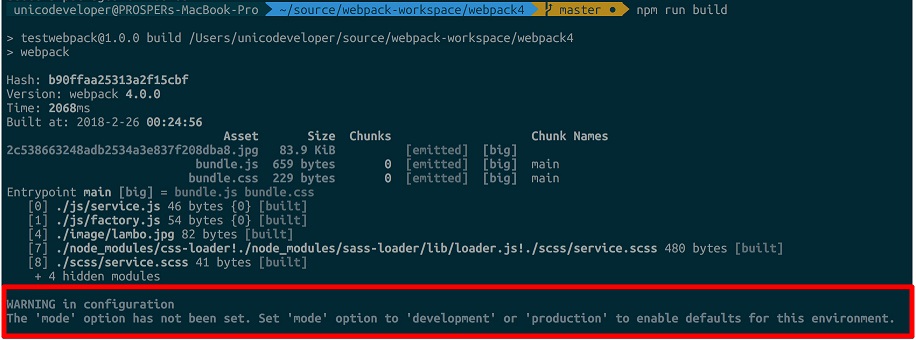 unicodeveloper@PROSPERs-MacBook-Pro ~/source/webpack-workspace/webpack4 master ● npm run build
> testwebpack@1.0.0 build /Users/unicodeveloper/source/webpack-workspace/webpack4
> webpack
Hash: b90ffaa25313a2f15cbf
Version: webpack 4.0.0
Time: 2068ms
Built at: 2018-2-26 00:24:56
Asset Size Chunks Chunk Names
2c538663248adb2534a3e837f208dba8.jpg 83.9 KiB [emitted] [big]
bundle.js 659 bytes 0 [emitted] [big] main
bundle.css 229 bytes 0 [emitted] [big] main
Entrypoint main [big] = bundle.js bundle.css
[0] ./js/service.js 46 bytes {0} [built]
[1] ./js/factory.js 54 bytes {0} [built]
[4] ./image/lambo.jpg 82 bytes [built]
[7] ./node_modules/css-loader!./node_modules/sass-loader/lib/loader.js!./scss/service.scss 480 bytes [built]
[8] ./scss/service.scss 41 bytes [built]
+ 4 hidden modules
WARNING in configuration
The 'mode' option has not been set. Set 'mode' option to 'development' or 'production' to enable defaults for this environment.